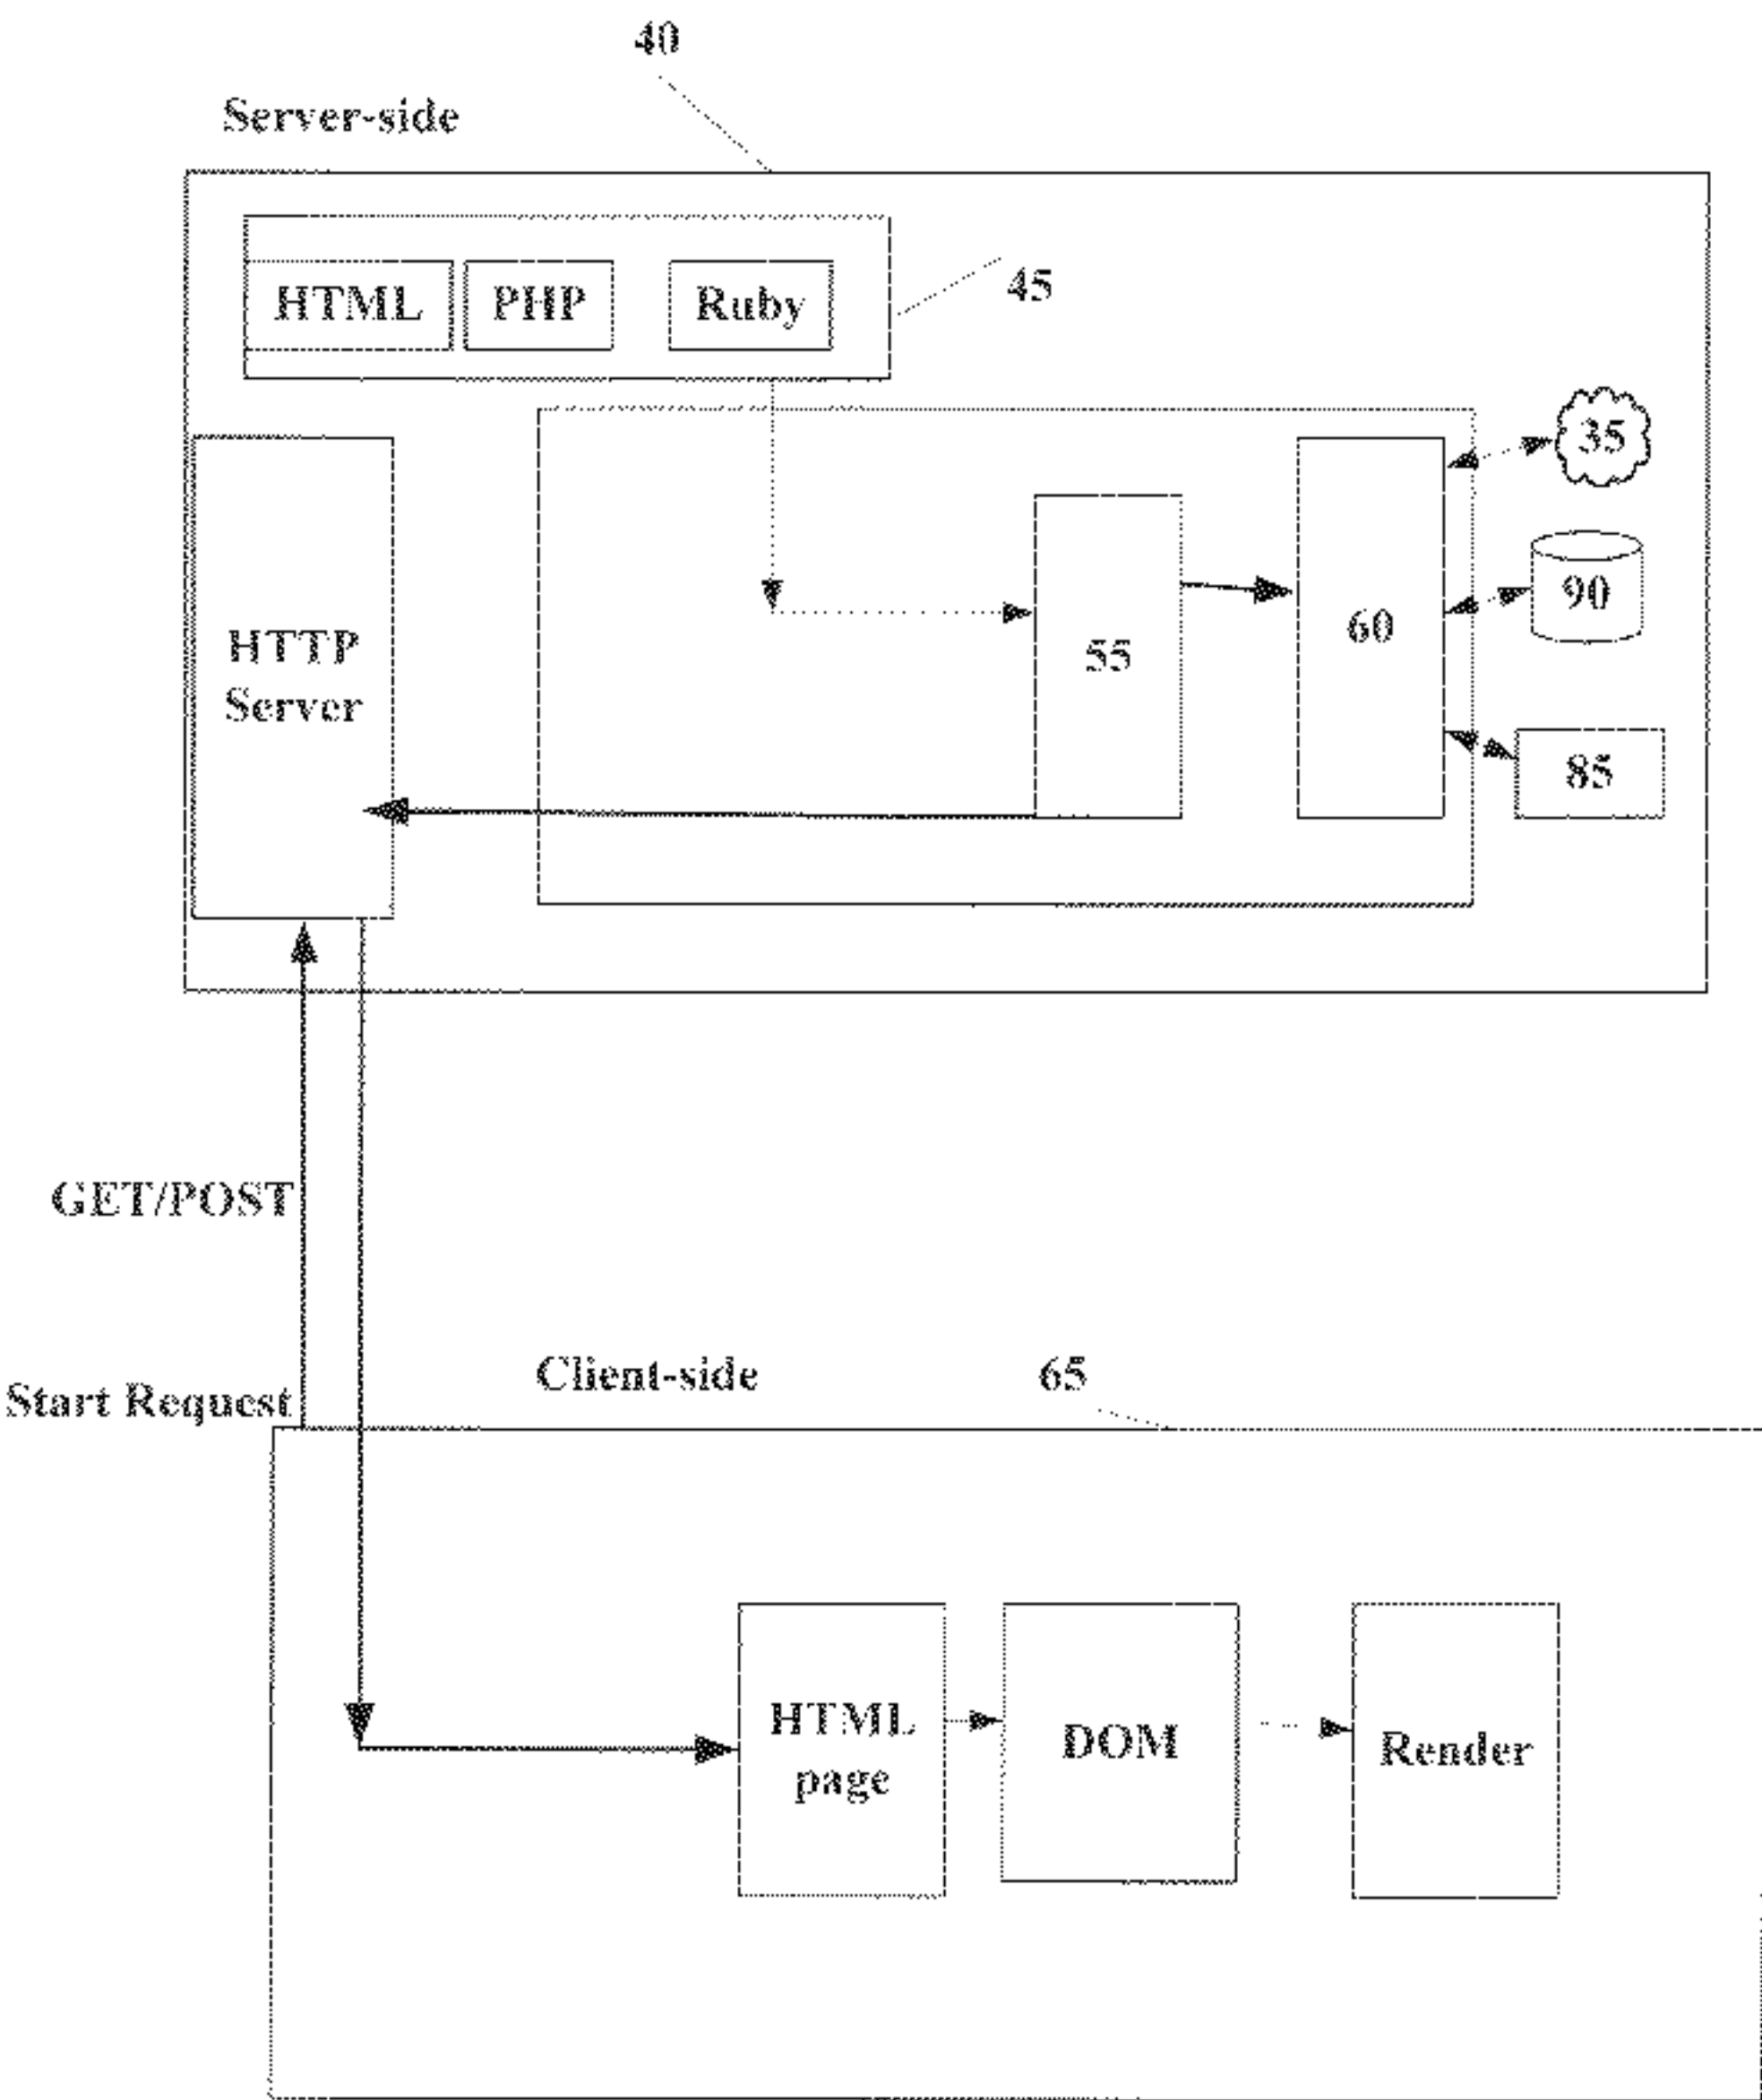 40
Server-side
HTML PHP Ruby
45
35
90
HTTP
Server
55
60
85
GET/POST
Client-side
65
Start Request
HTML
page
DOM
Render